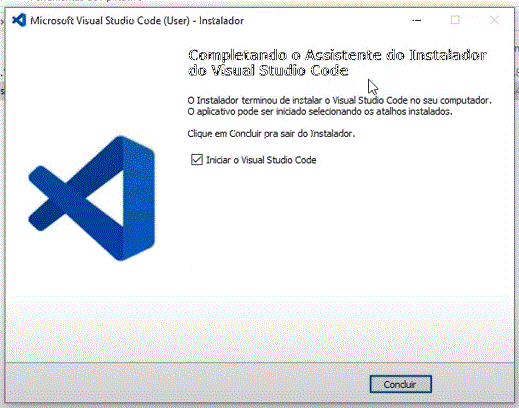 Microsoft Visual Studio Code (User) - Instalador
Completando o Assistente do Instalador
do Visual Studio Code
O Instalador terminou de instalar o Visual Studio Code no seu computador.
O aplicativo pode ser iniciado selecionando os atalhos instalados.
Clique em Concluir pra sair do Instalador.
Iniciar o Visual Studio Code
Concluir